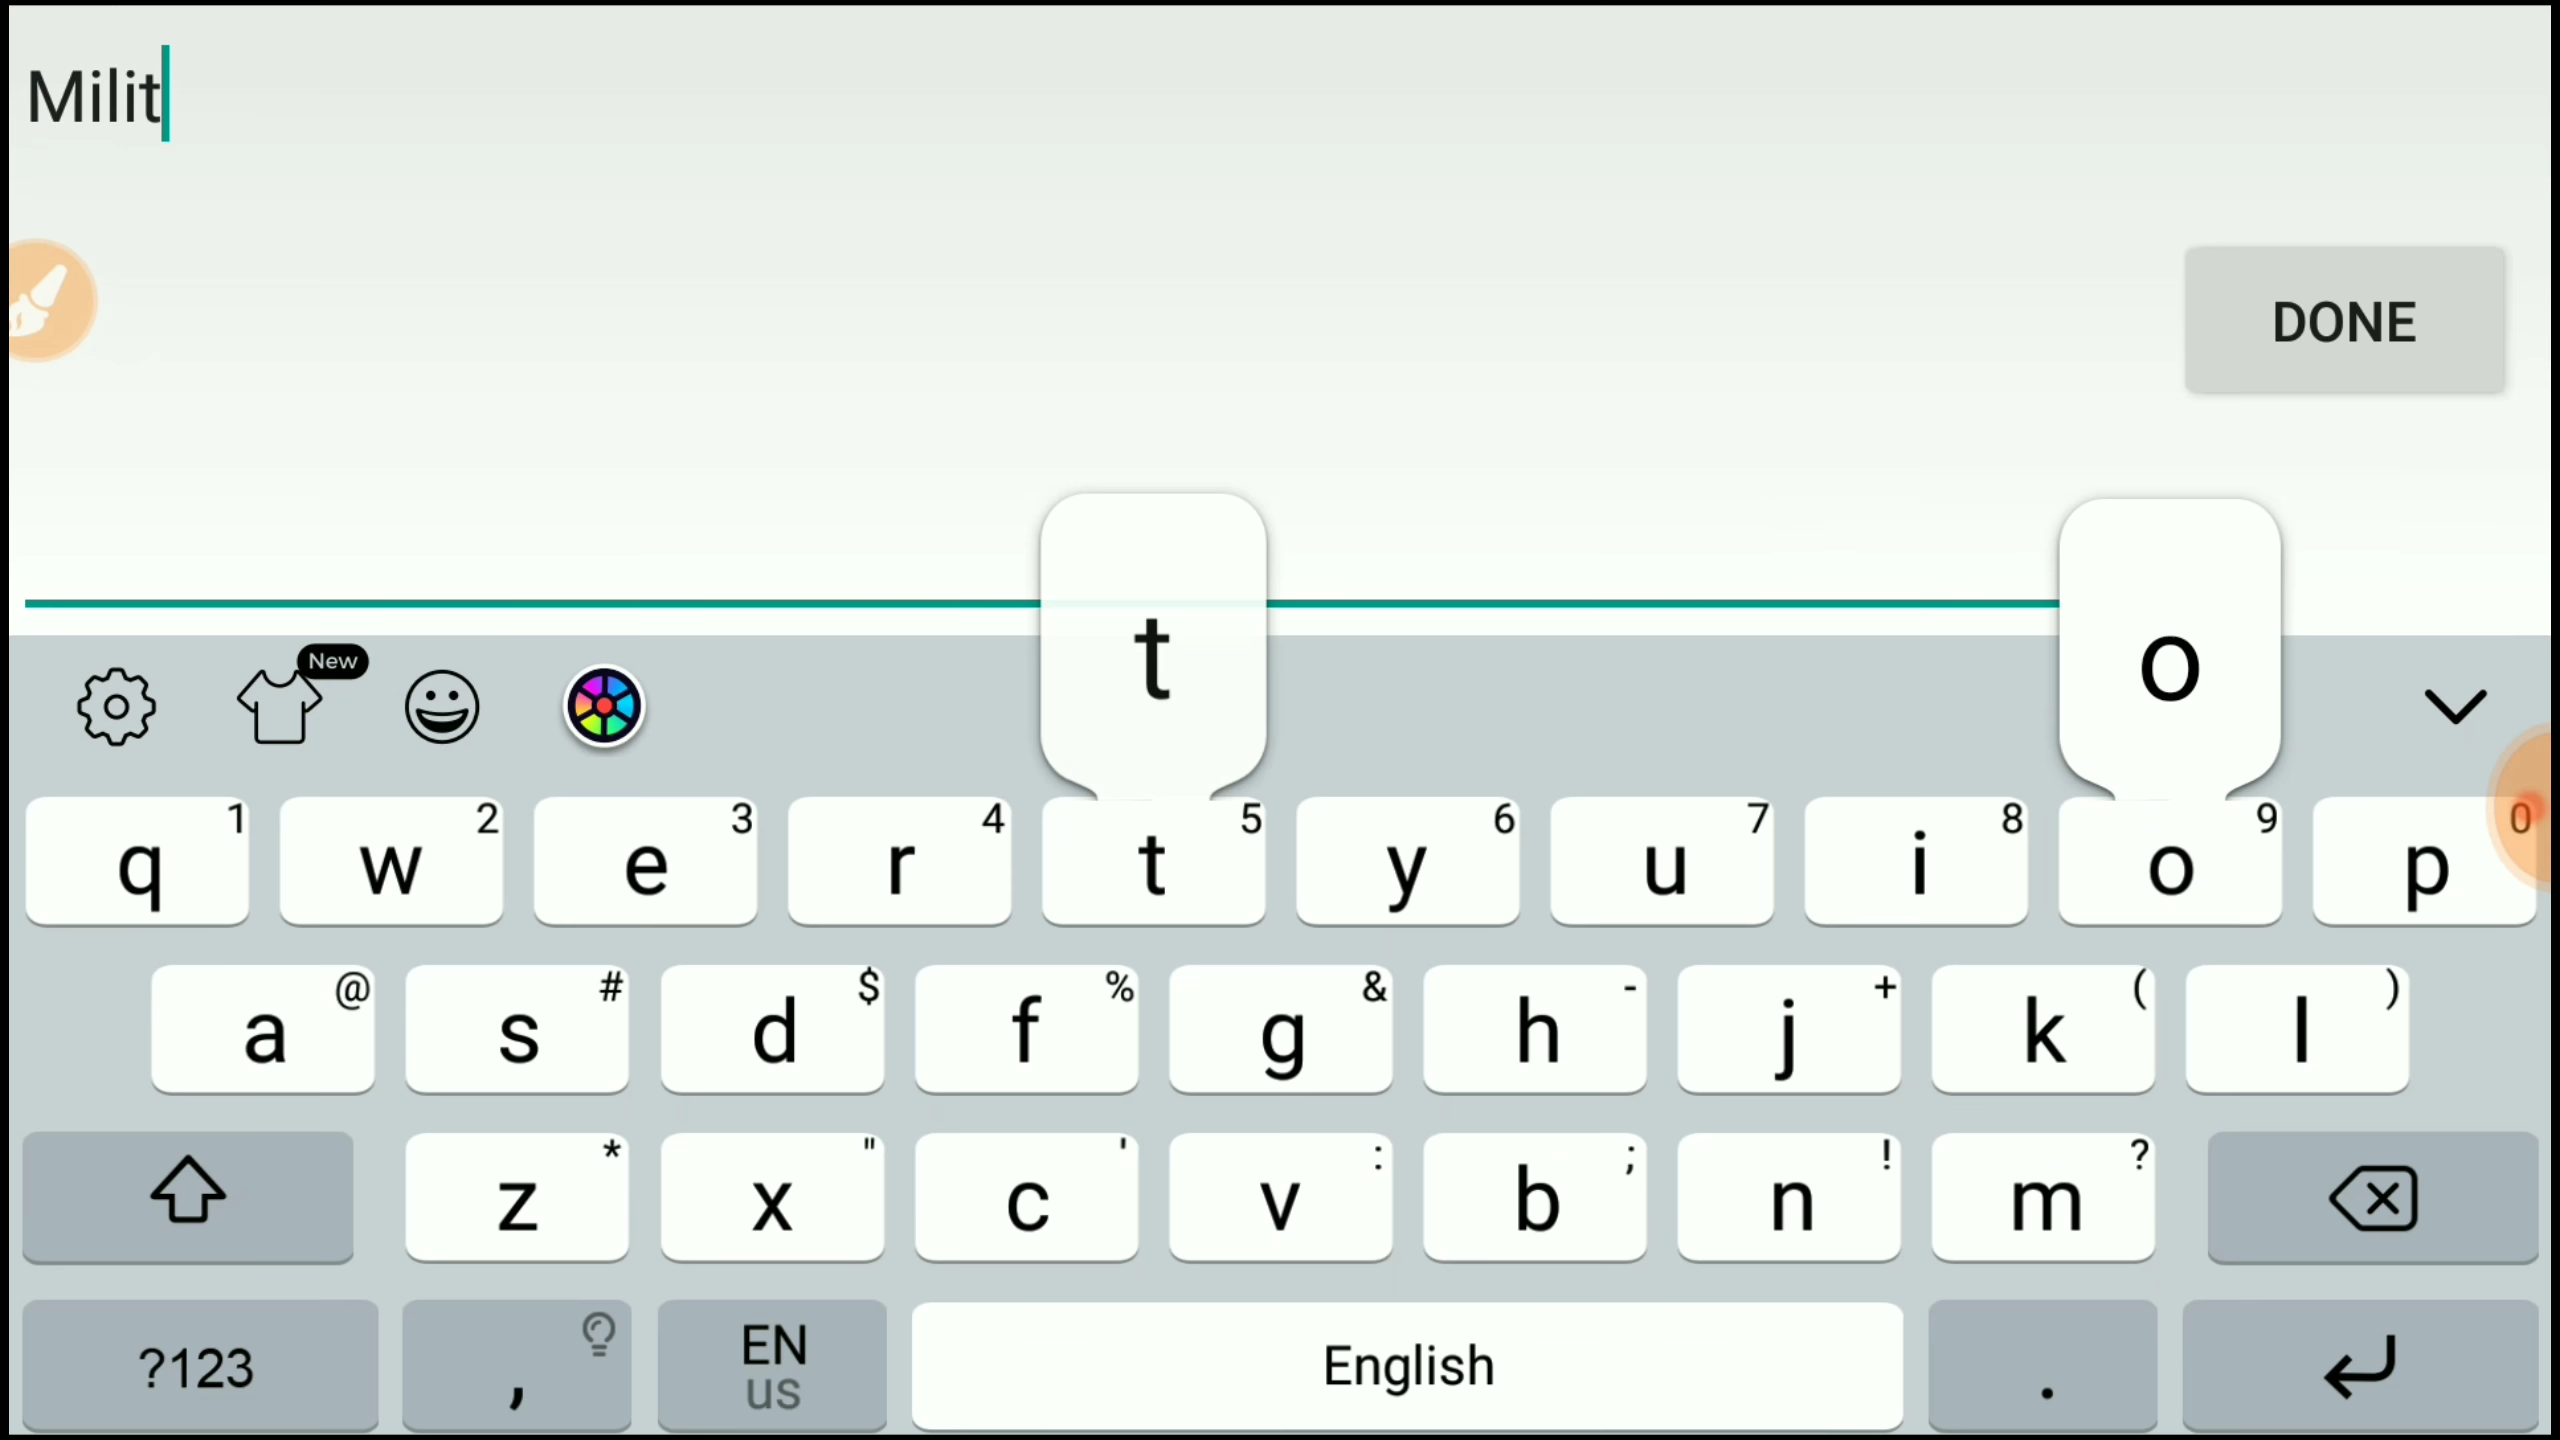 Milit
DONE
t o
New
q 1 w 2 e 3 r 4 t 5 y 6 u 7 i 8 o 9 p 0
a @ s # d $ f % g & h - j + k ( l )
z * x " c ' v : b ; n ! m ?
?123 , EN English .
us